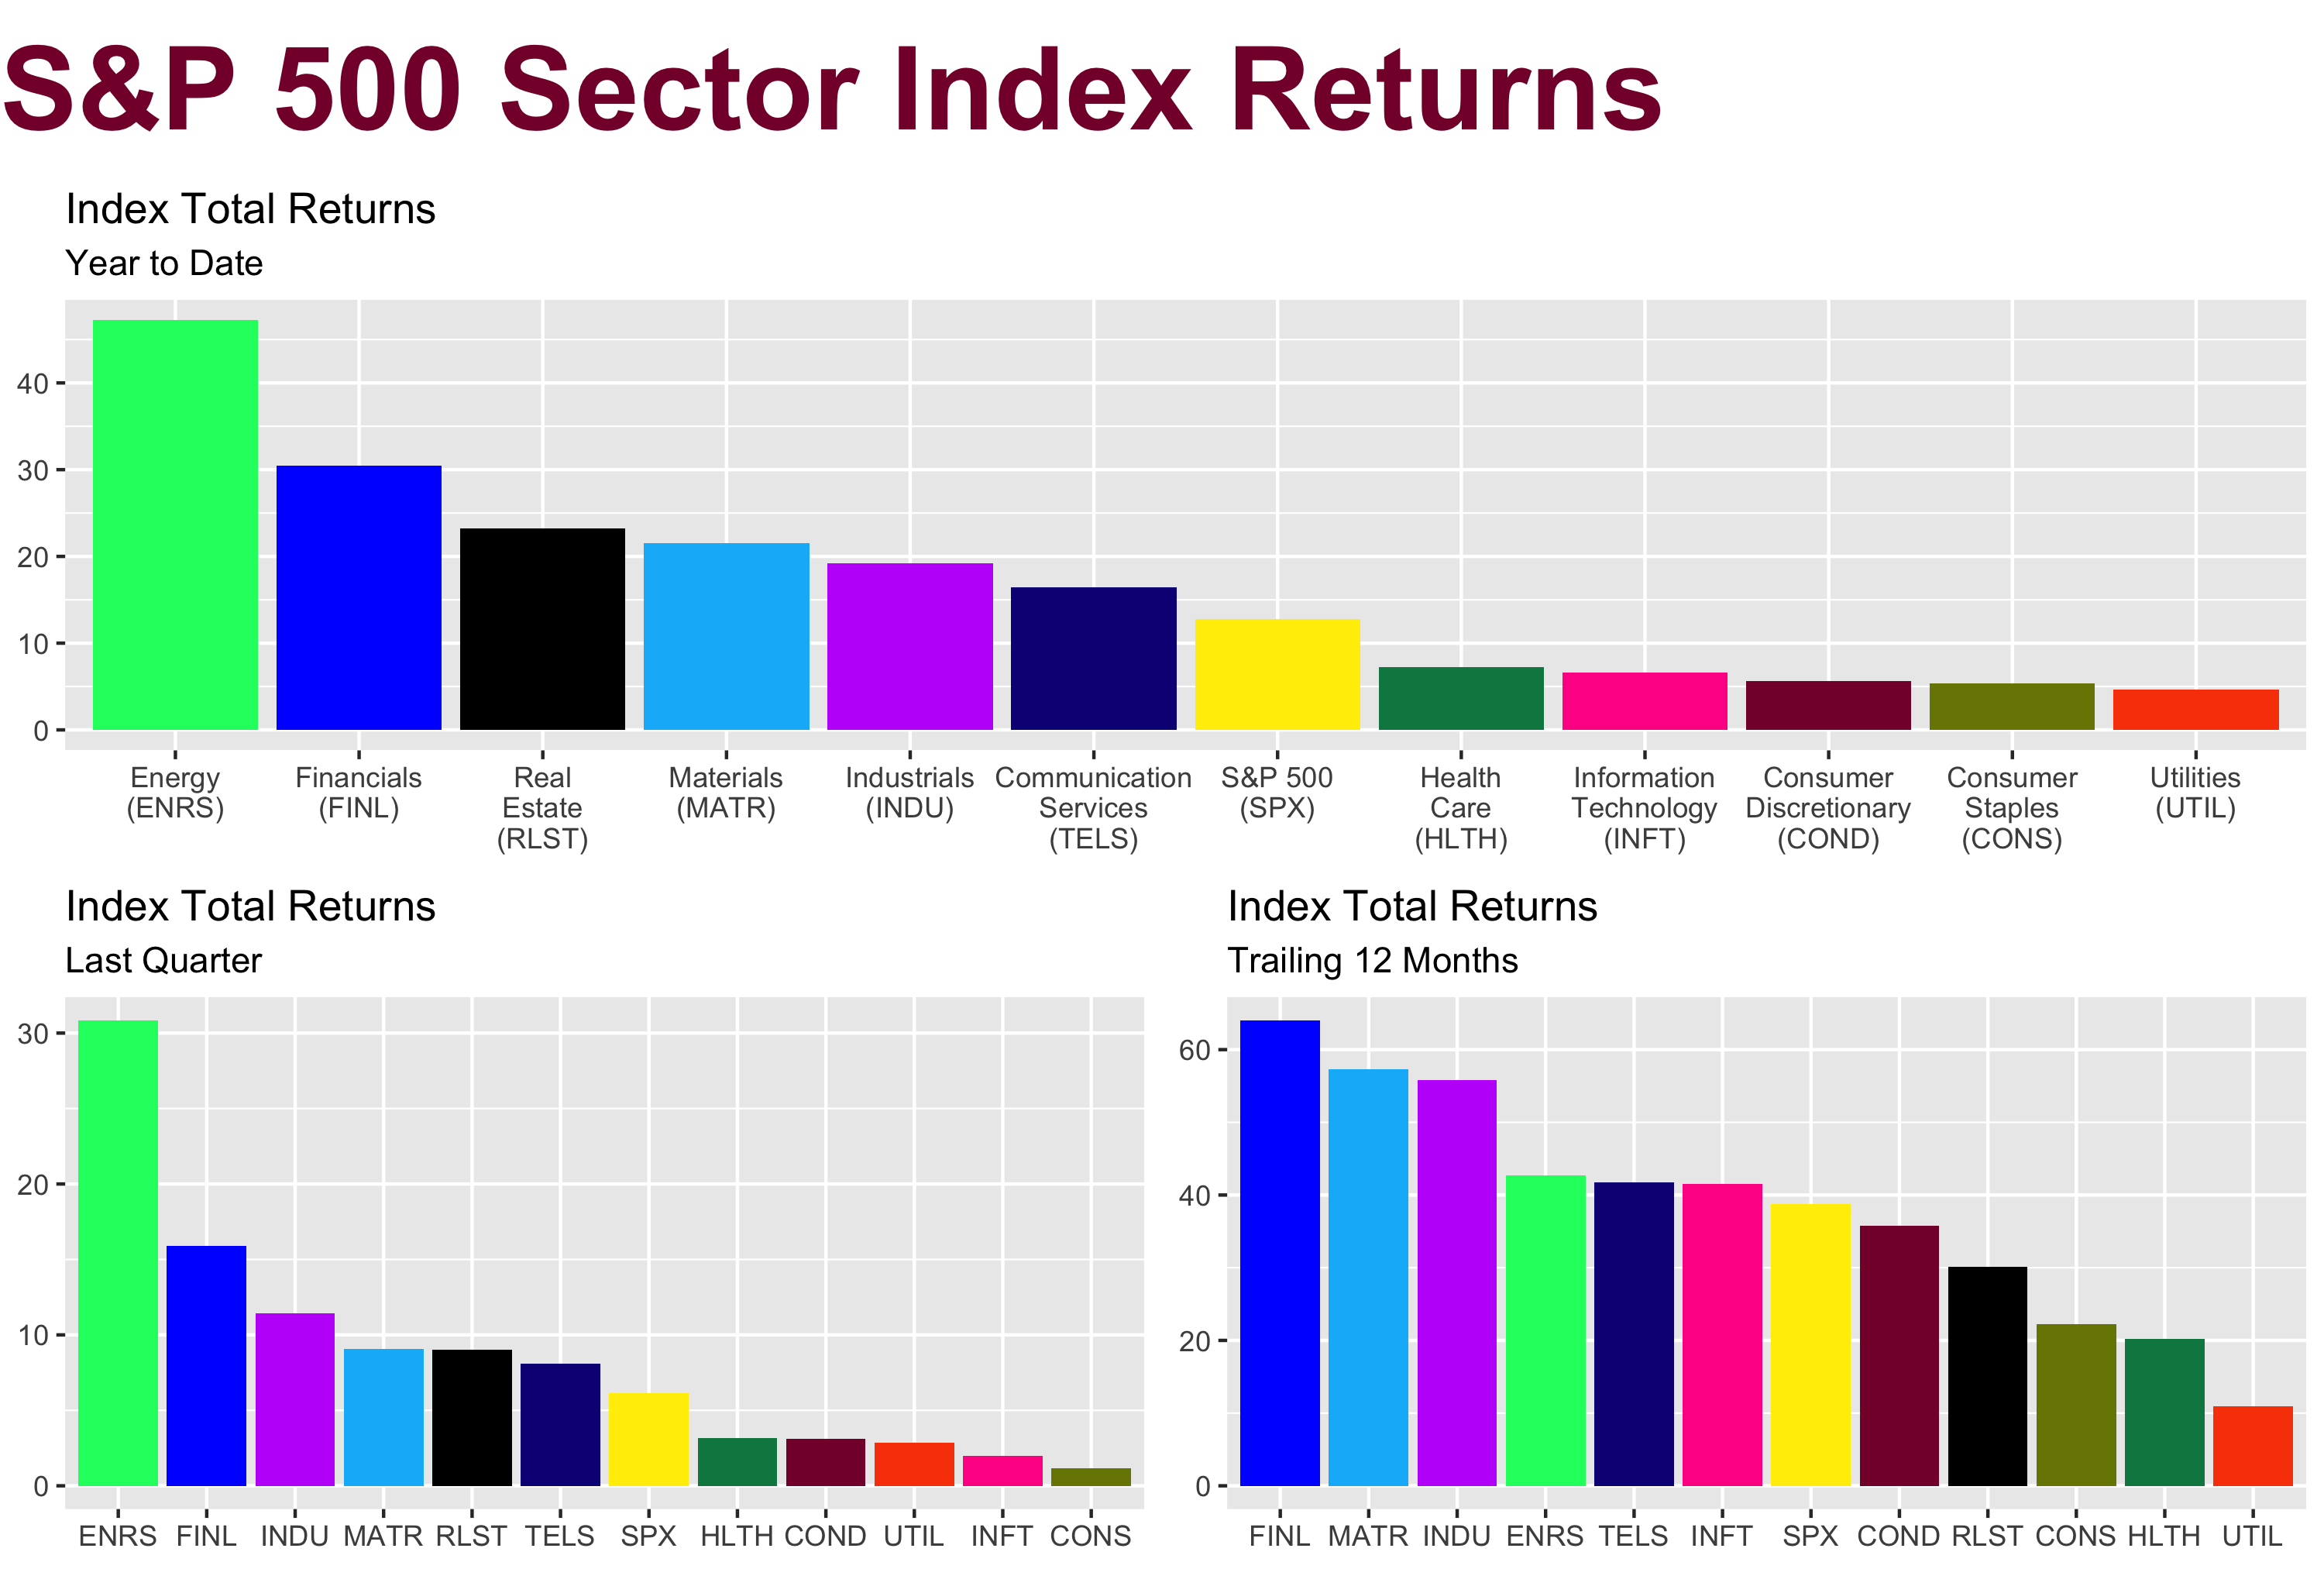 S&P 500 Sector Index Returns
Index Total Returns
Year to Date
40
30
20
10
0
Energy
(ENRS)
Financials
(FINL)
Real
Estate
(RLST)
Materials
(MATR)
Industrials
(INDU)
Communication
Services
(TELS)
S&P 500
(SPX)
Health
Care
(HLTH)
Information
Technology
(INFT)
Consumer
Discretionary
(COND)
Consumer
Staples
(CONS)
Utilities
(UTIL)
Index Total Returns
Last Quarter
30
20
10
0
ENRS FINL INDU MATR RLST TELS SPX HLTH COND UTIL INFT CONS
Index Total Returns
Trailing 12 Months
60
40
20
0
FINL MATR INDU ENRS TELS INFT SPX COND RLST CONS HLTH UTIL